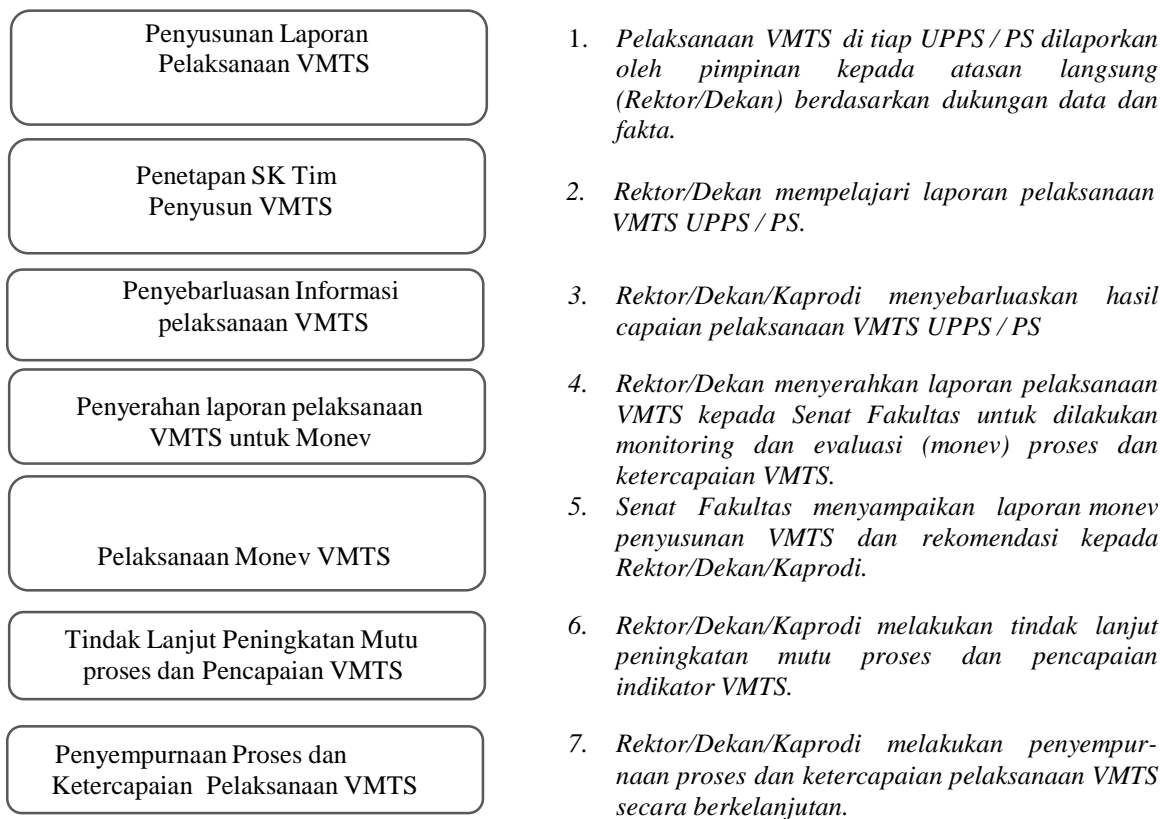 Penyusunan Laporan
Pelaksanaan VMTS
1. Pelaksanaan VMTS di tiap UPPS / PS dilaporkan
oleh pimpinan kepada atasan langsung
(Rektor/Dekan) berdasarkan dukungan data dan
fakta.
Penetapan SK Tim
Penyusun VMTS
2. Rektor/Dekan mempelajari laporan pelaksanaan
VMTS UPPS / PS.
Penyebarluasan Informasi
pelaksanaan VMTS
3. Rektor/Dekan/Kaprodi menyebarluaskan hasil
capaian pelaksanaan VMTS UPPS / PS
Penyerahan laporan pelaksanaan
VMTS untuk Monev
4. Rektor/Dekan menyerahkan laporan pelaksanaan
VMTS kepada Senat Fakultas untuk dilakukan
monitoring dan evaluasi (monev) proses dan
ketercapaian VMTS.
Pelaksanaan Monev VMTS
5. Senat Fakultas menyampaikan laporan monev
penyusunan VMTS dan rekomendasi kepada
Rektor/Dekan/Kaprodi.
Tindak Lanjut Peningkatan Mutu
proses dan Pencapaian VMTS
6. Rektor/Dekan/Kaprodi melakukan tindak lanjut
peningkatan mutu proses dan pencapaian
indikator VMTS.
Penyempurnaan Proses dan
Ketercapaian Pelaksanaan VMTS
7. Rektor/Dekan/Kaprodi melakukan penyempur-
naan proses dan ketercapaian pelaksanaan VMTS
secara berkelanjutan.